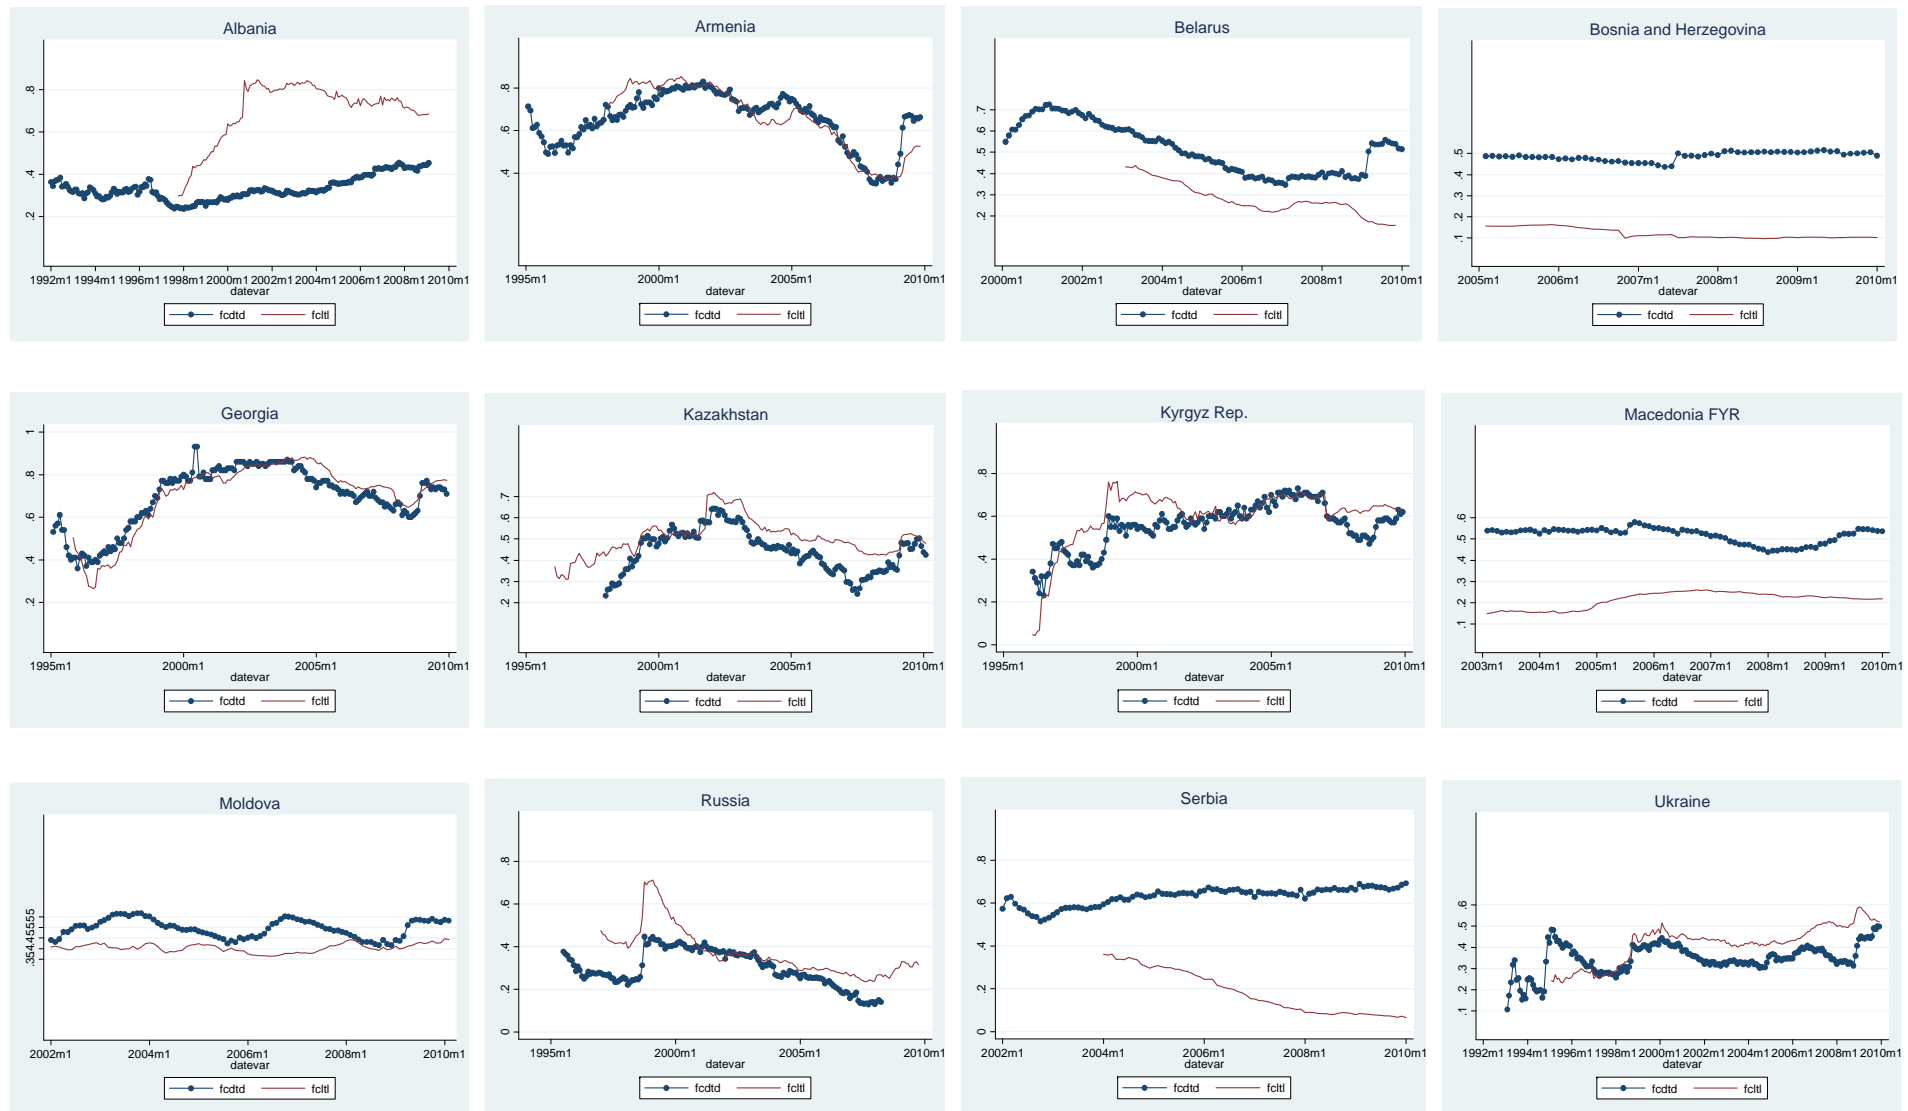 Albania
.2 .4 .6 .8
1992m1 1994m1 1996m1 1998m1 2000m1 2002m1 2004m1 2006m1 2008m1 2010m1
datevar
fcdtd fcltl
Armenia
.4 .6 .8
1995m1 2000m1 2005m1 2010m1
datevar
fcdtd fcltl
Belarus
.2 .3 .4 .5 .6 .7
2000m1 2002m1 2004m1 2006m1 2008m1 2010m1
datevar
fcdtd fcltl
Bosnia and Herzegovina
.1 .2 .3 .4 .5
2005m1 2006m1 2007m1 2008m1 2009m1 2010m1
datevar
fcdtd fcltl
Georgia
.2 .4 .6 .8 1
1995m1 2000m1 2005m1 2010m1
datevar
fcdtd fcltl
Kazakhstan
.2 .3 .4 .5 .6 .7
1995m1 2000m1 2005m1 2010m1
datevar
fcdtd fcltl
Kyrgyz Rep.
0 .2 .4 .6 .8
1995m1 2000m1 2005m1 2010m1
datevar
fcdtd fcltl
Macedonia FYR
.1 .2 .3 .4 .5 .6
2003m1 2004m1 2005m1 2006m1 2007m1 2008m1 2009m1 2010m1
datevar
fcdtd fcltl
Moldova
.35 .4 .45 .5 .55
2002m1 2004m1 2006m1 2008m1 2010m1
datevar
fcdtd fcltl
Russia
0 .2 .4 .6 .8
1995m1 2000m1 2005m1 2010m1
datevar
fcdtd fcltl
Serbia
0 .2 .4 .6 .8
2002m1 2004m1 2006m1 2008m1 2010m1
datevar
fcdtd fcltl
Ukraine
.1 .2 .3 .4 .5 .6
1992m1 1994m1 1996m1 1998m1 2000m1 2002m1 2004m1 2006m1 2008m1 2010m1
datevar
fcdtd fcltl